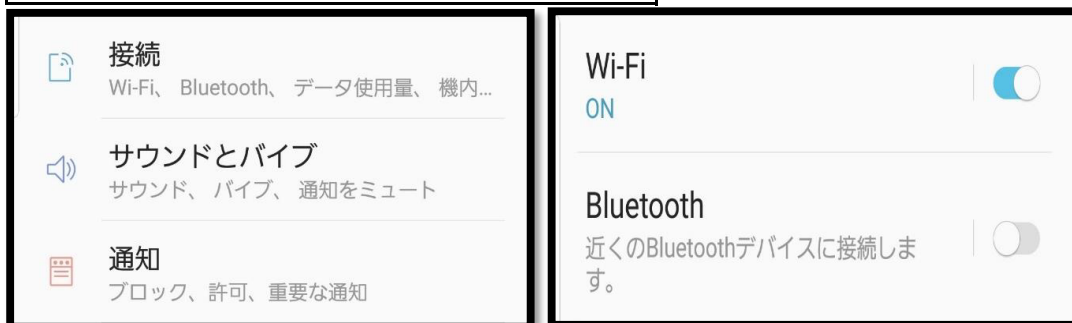 接続
Wi-Fi、 Bluetooth、 データ使用量、 機内...
サウンドとバイブ
サウンド、 バイブ、 通知をミュート
通知
ブロック、許可、重要な通知
Wi-Fi
ON
Bluetooth
近くのBluetoothデバイスに接続しま
す。